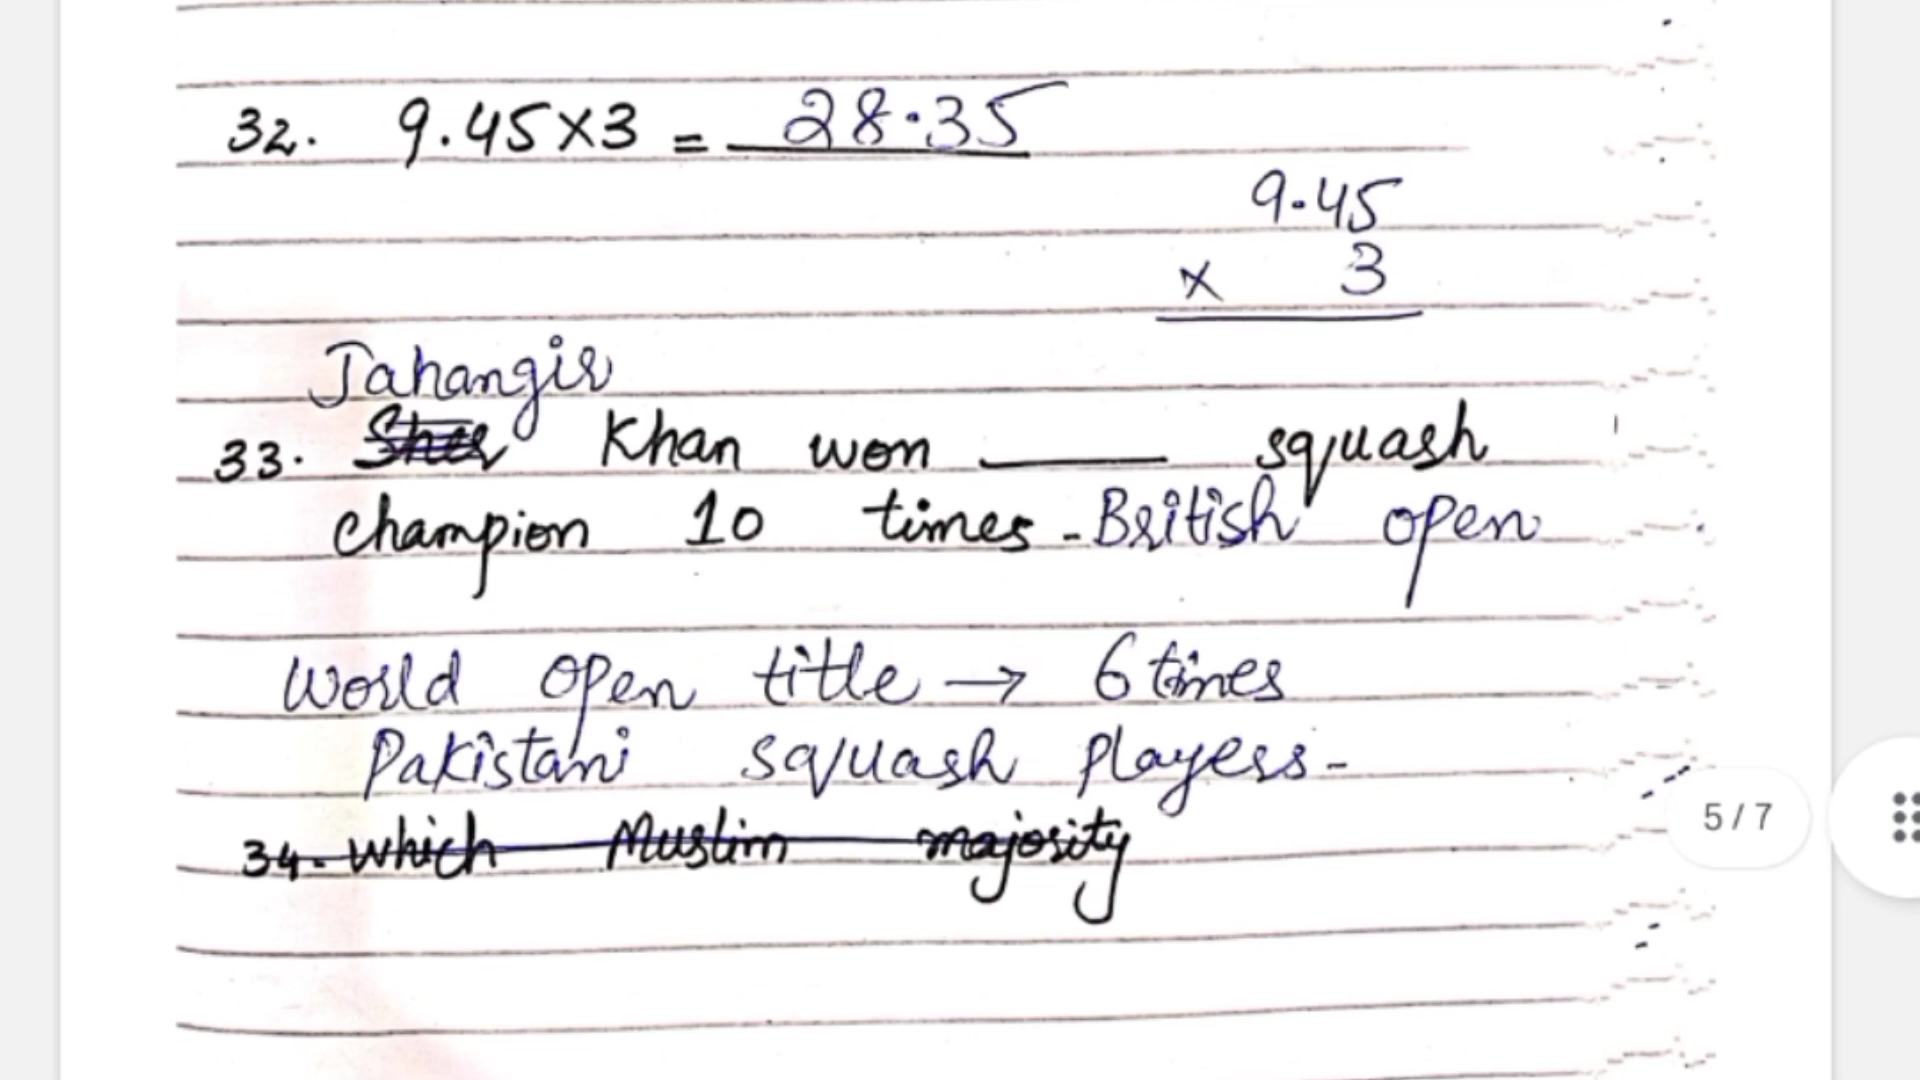 32. 9.45×3 = 28.35
9.45
× 3
Jahangir
33. Sher Khan won ____ squash
champion 10 times - British open
World open title → 6 times
Pakistani squash players -
34. which Muslim majority
5 / 7